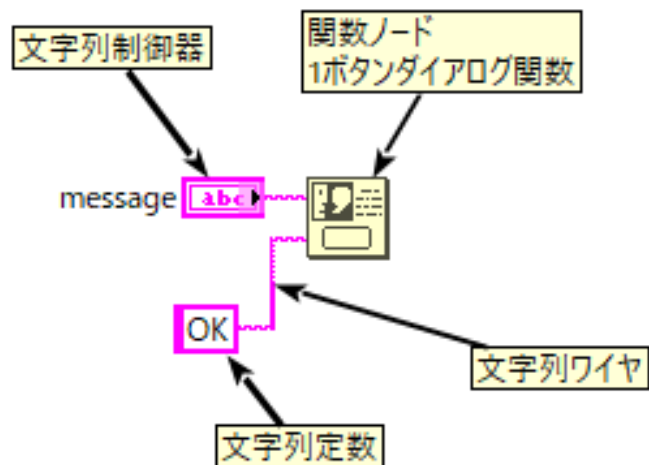 文字列制御器
関数ノード
1ボタンダイアログ関数
message
abc
OK
文字列ワイヤ
文字列定数